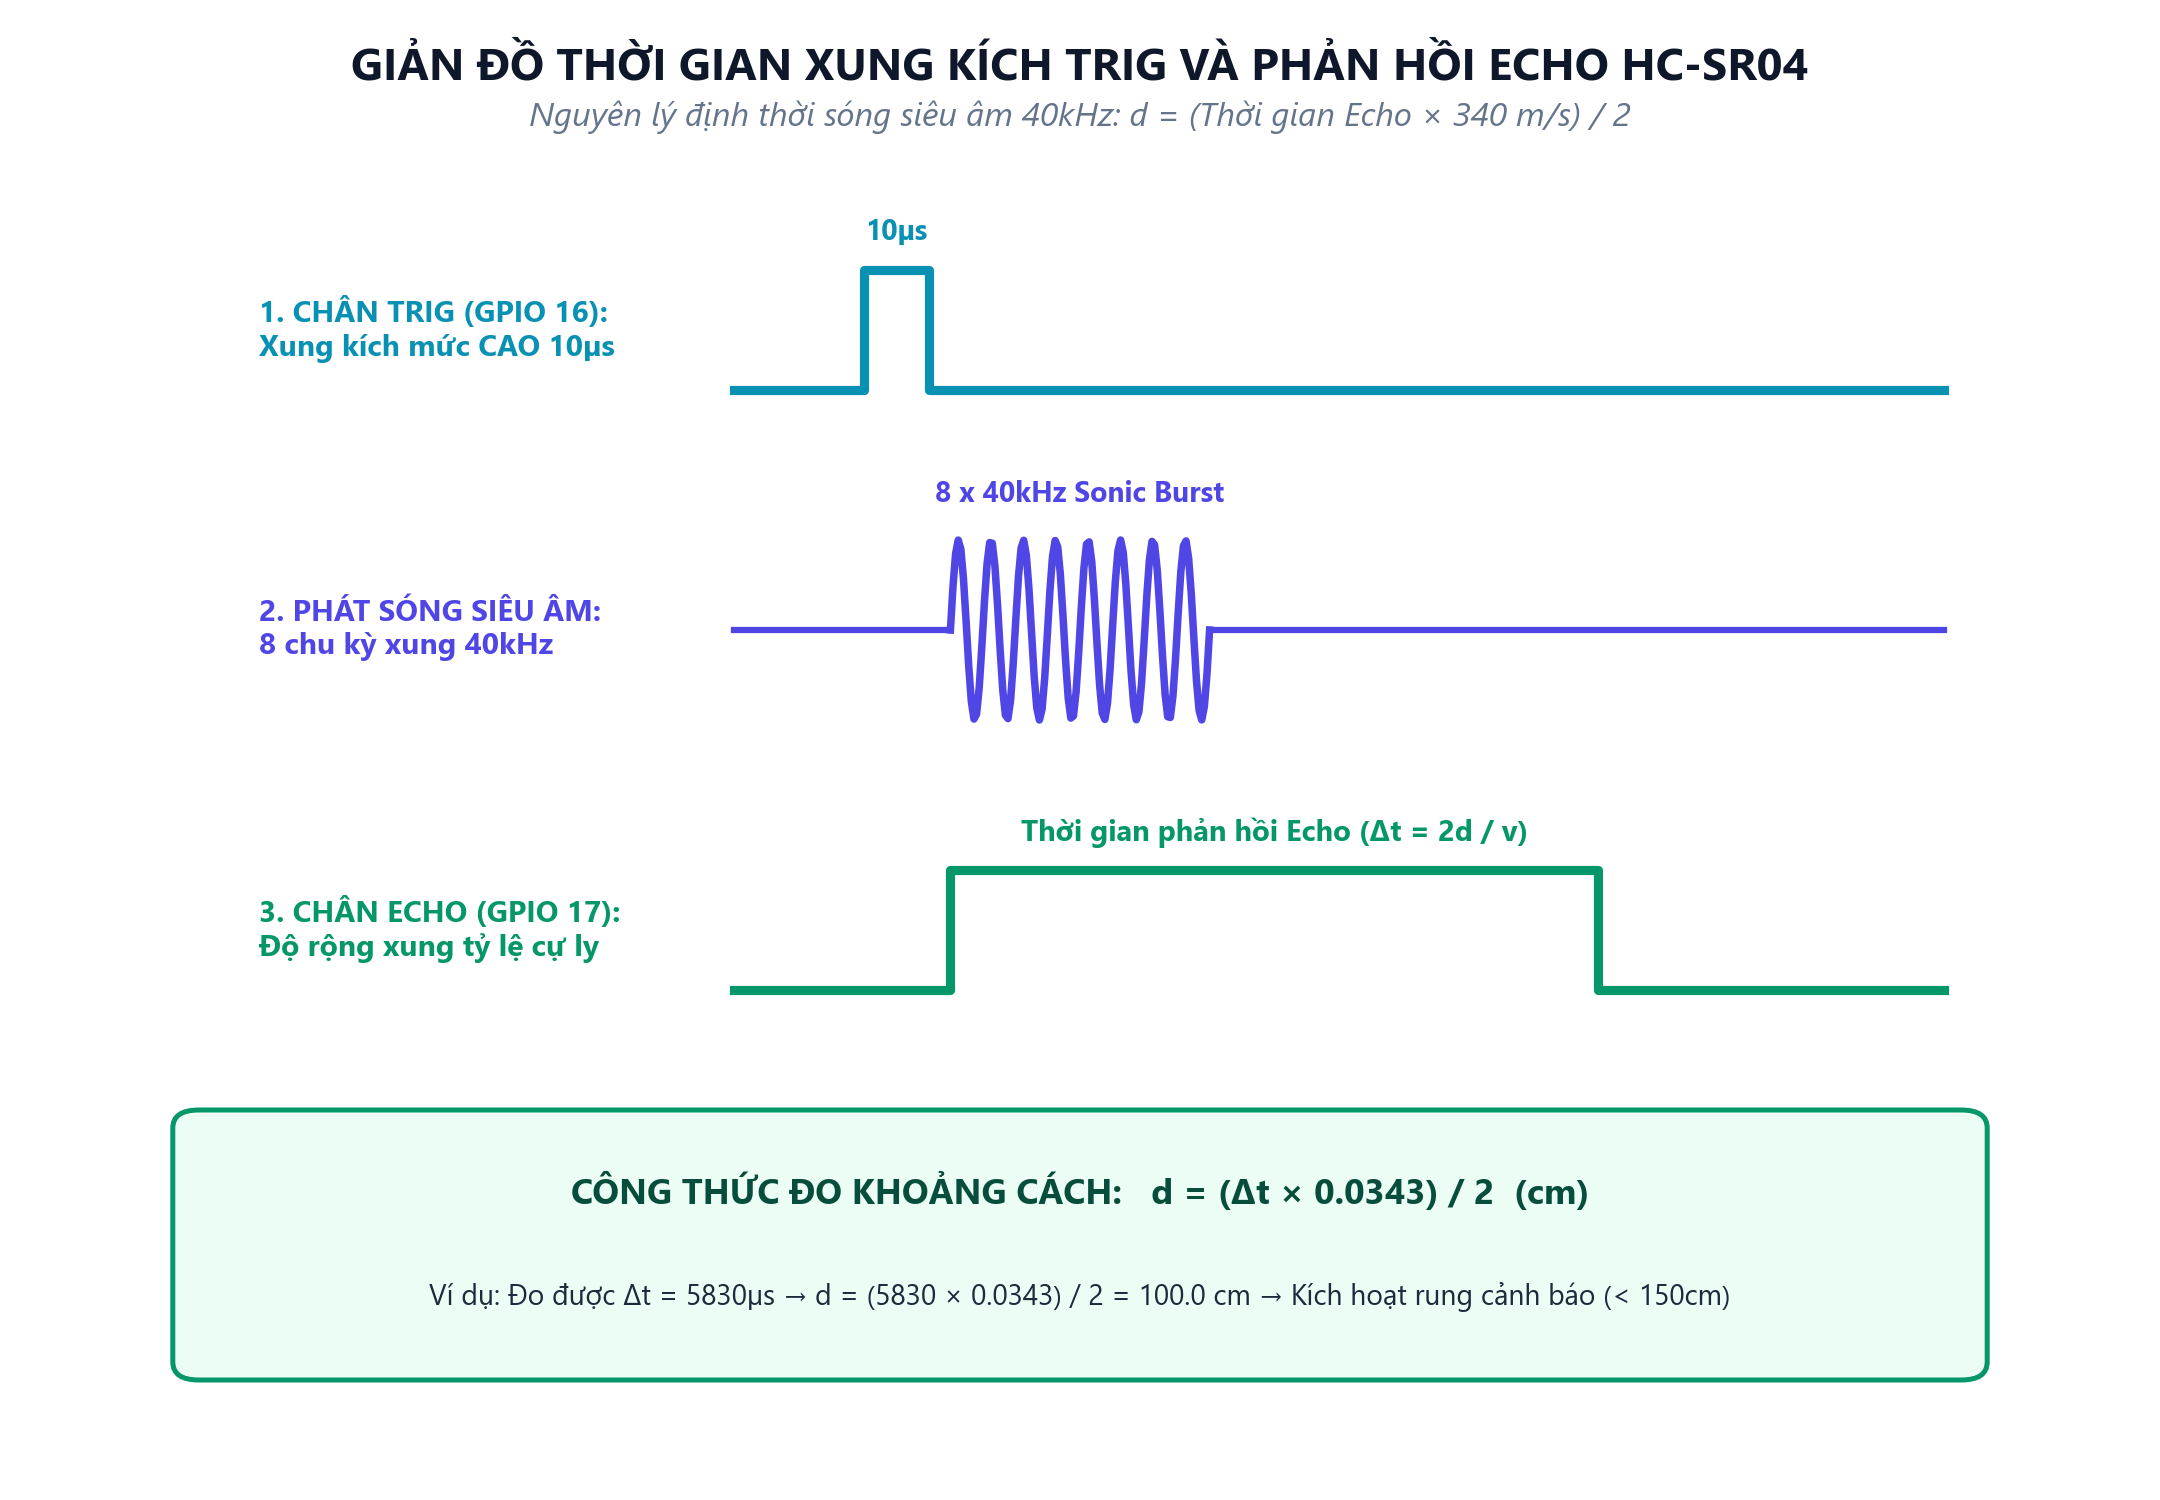 GIẢN ĐỒ THỜI GIAN XUNG KÍCH TRIG VÀ PHẢN HỒI ECHO HC-SR04
Nguyên lý định thời sóng siêu âm 40kHz: d = (Thời gian Echo × 340 m/s) / 2
10μs
1. CHÂN TRIG (GPIO 16):
Xung kích mức CAO 10μs
8 x 40kHz Sonic Burst
2. PHÁT SÓNG SIÊU ÂM:
8 chu kỳ xung 40kHz
Thời gian phản hồi Echo (Δt = 2d / v)
3. CHÂN ECHO (GPIO 17):
Độ rộng xung tỷ lệ cự ly
CÔNG THỨC ĐO KHOẢNG CÁCH: d = (Δt × 0.0343) / 2 (cm)
Ví dụ: Đo được Δt = 5830μs → d = (5830 × 0.0343) / 2 = 100.0 cm → Kích hoạt rung cảnh báo (< 150cm)